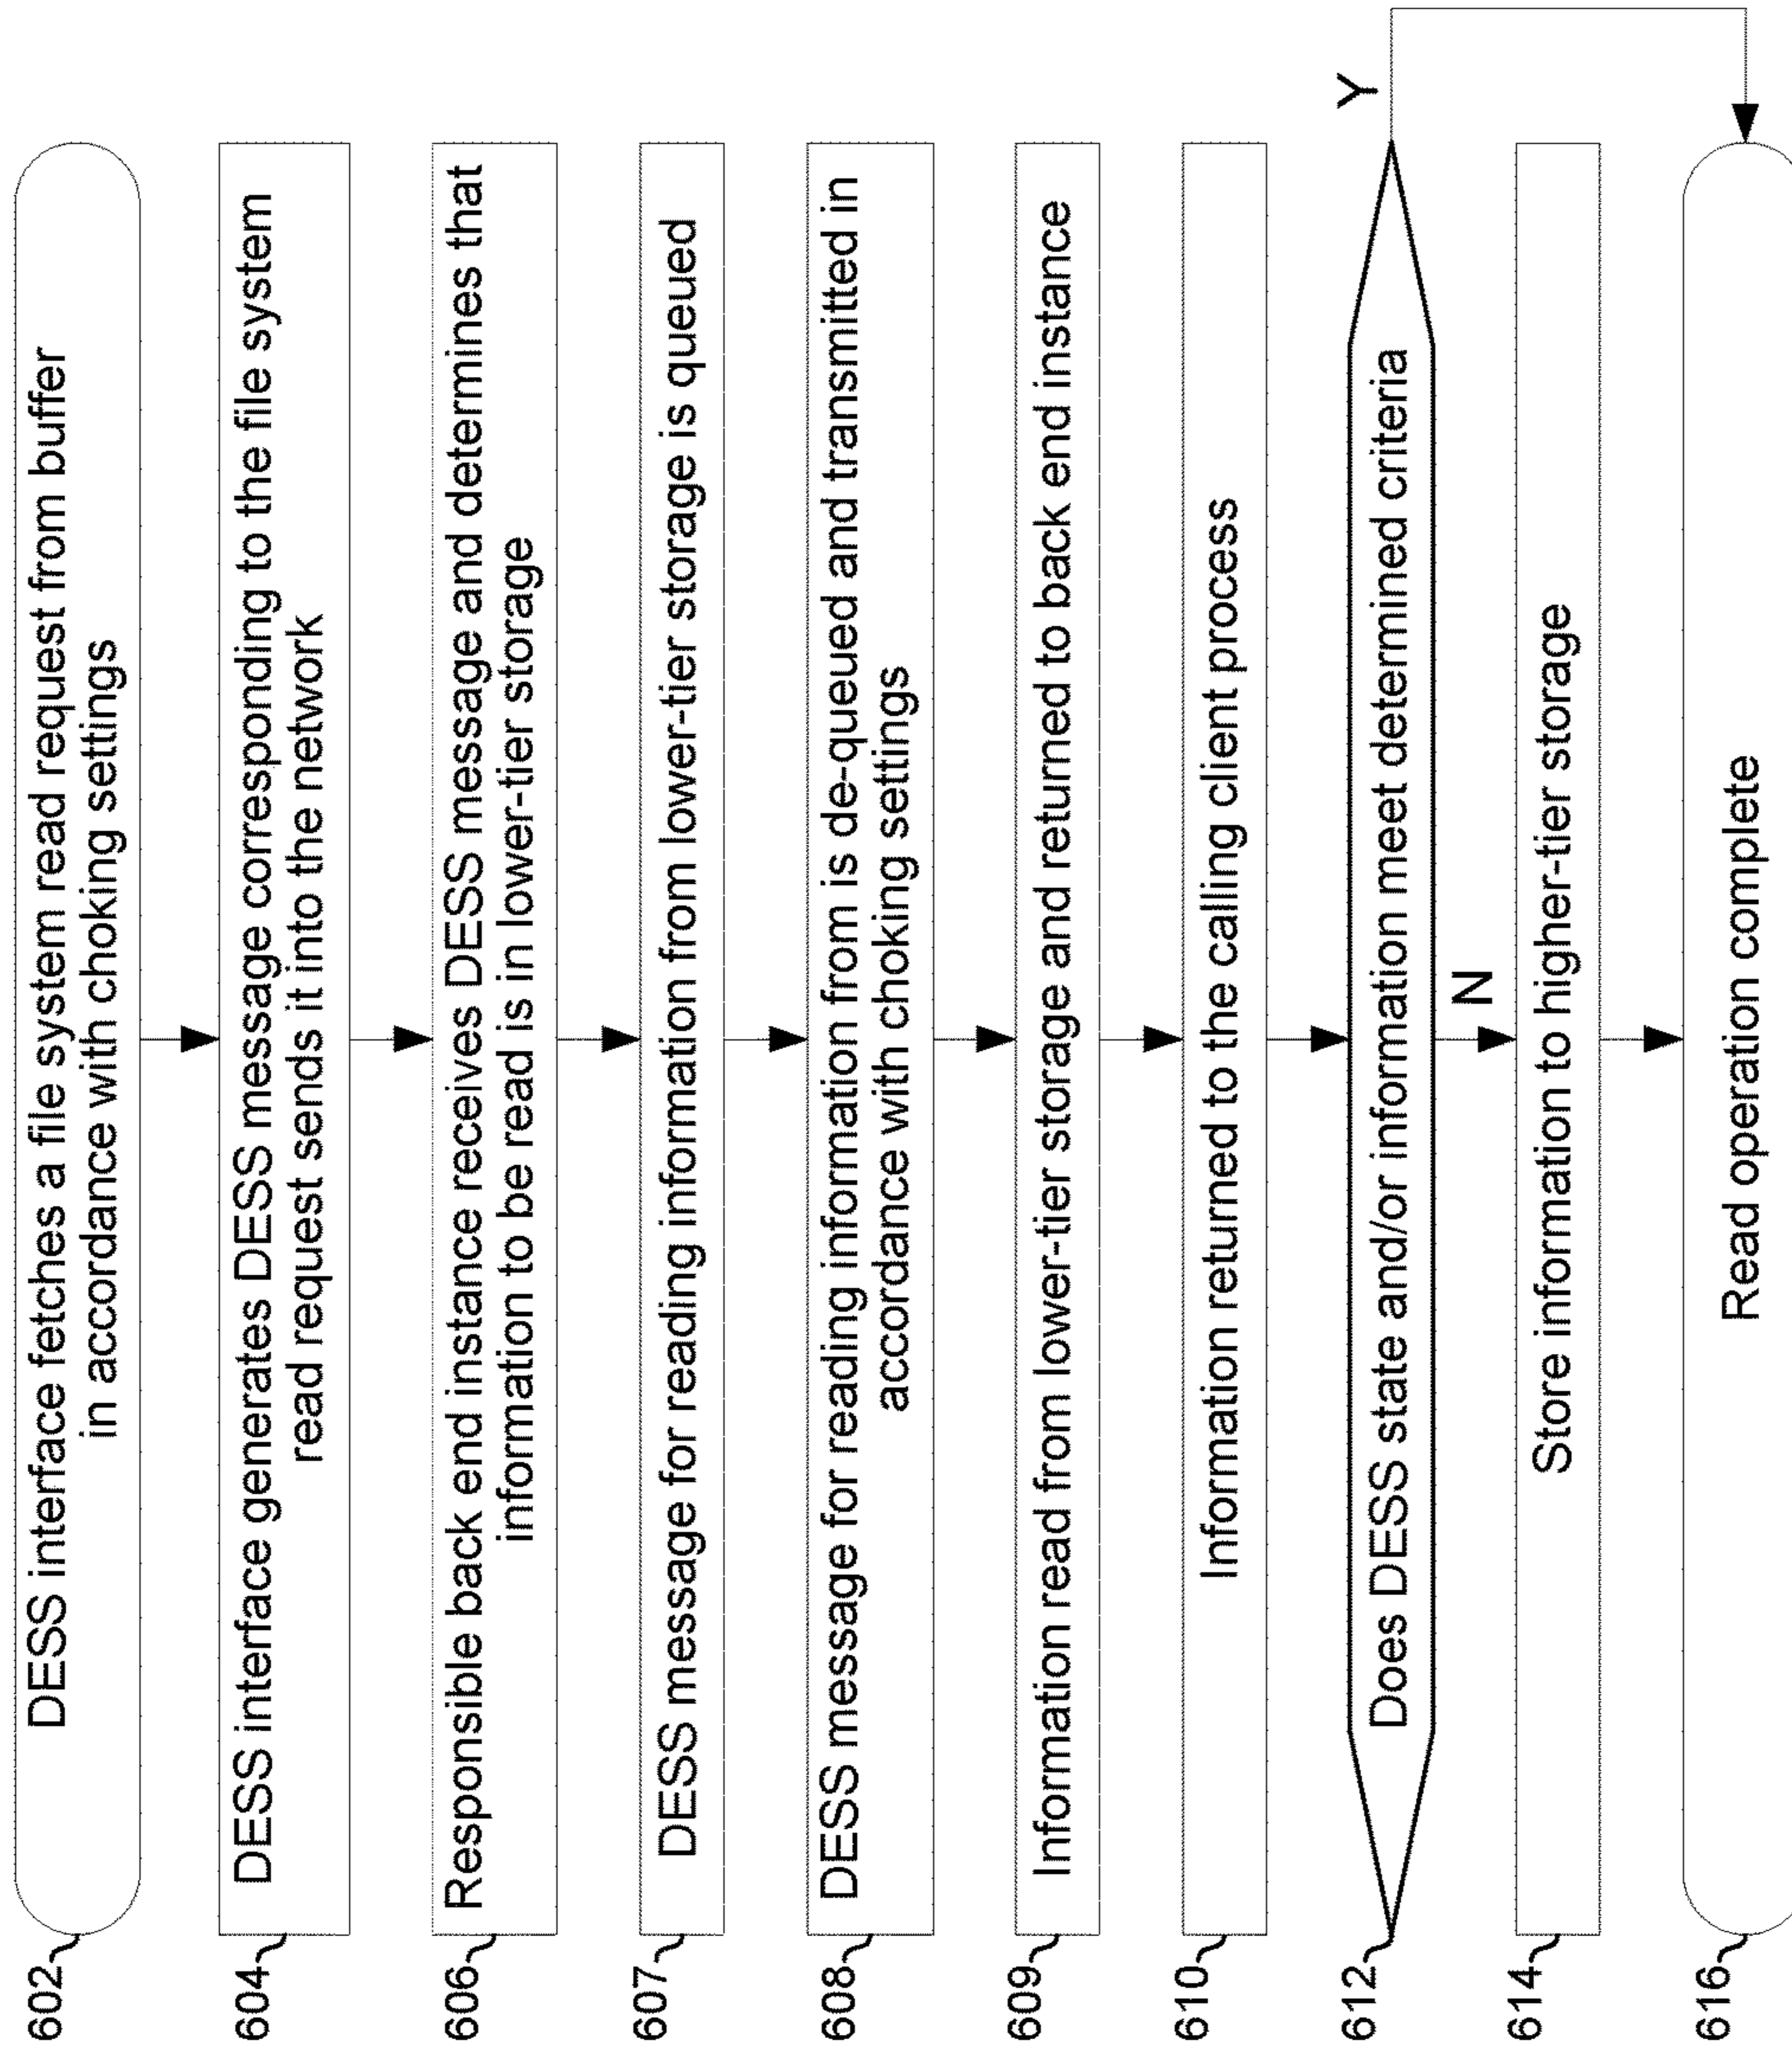 602
DESS interface fetches a file system read request from buffer
in accordance with choking settings
604
DESS interface generates DESS message corresponding to the file system
read request sends it into the network
606
Responsible back end instance receives DESS message and determines that
information to be read is in lower-tier storage
607
DESS message for reading information from lower-tier storage is queued
608
DESS message for reading information from is de-queued and transmitted in
accordance with choking settings
609
Information read from lower-tier storage and returned to back end instance
610
Information returned to the calling client process
612
Does DESS state and/or information meet determined criteria
Y
N
614
Store information to higher-tier storage
616
Read operation complete